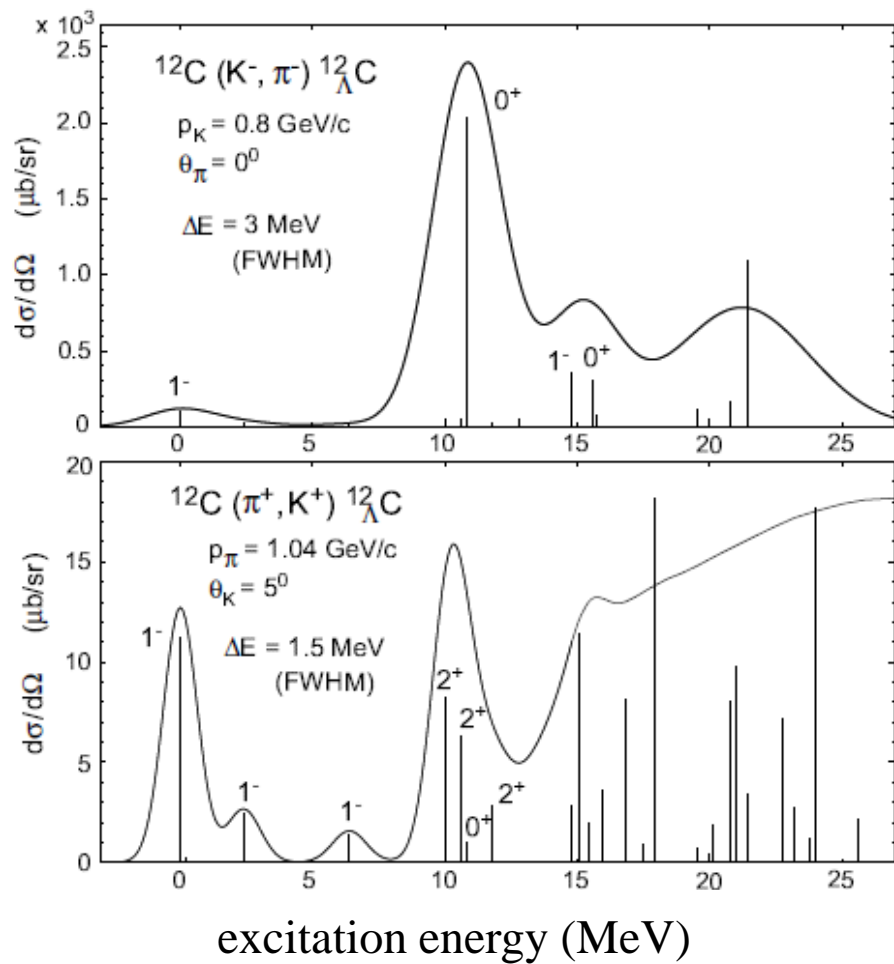 x 10³
¹²C (K⁻, π⁻) ¹²ΛC
p_K = 0.8 GeV/c
θ_π = 0⁰
ΔE = 3 MeV
(FWHM)
dσ/dΩ (μb/sr)
2.5
2.0
1.5
1.0
0.5
0
1⁻
0⁺
1⁻ 0⁺
0 5 10 15 20 25
¹²C (π⁺, K⁺) ¹²ΛC
p_π = 1.04 GeV/c
θ_K = 5⁰
ΔE = 1.5 MeV
(FWHM)
dσ/dΩ (μb/sr)
20
15
10
5
0
1⁻
1⁻
1⁻
2⁺
2⁺
0⁺
2⁺
0 5 10 15 20 25
excitation energy (MeV)